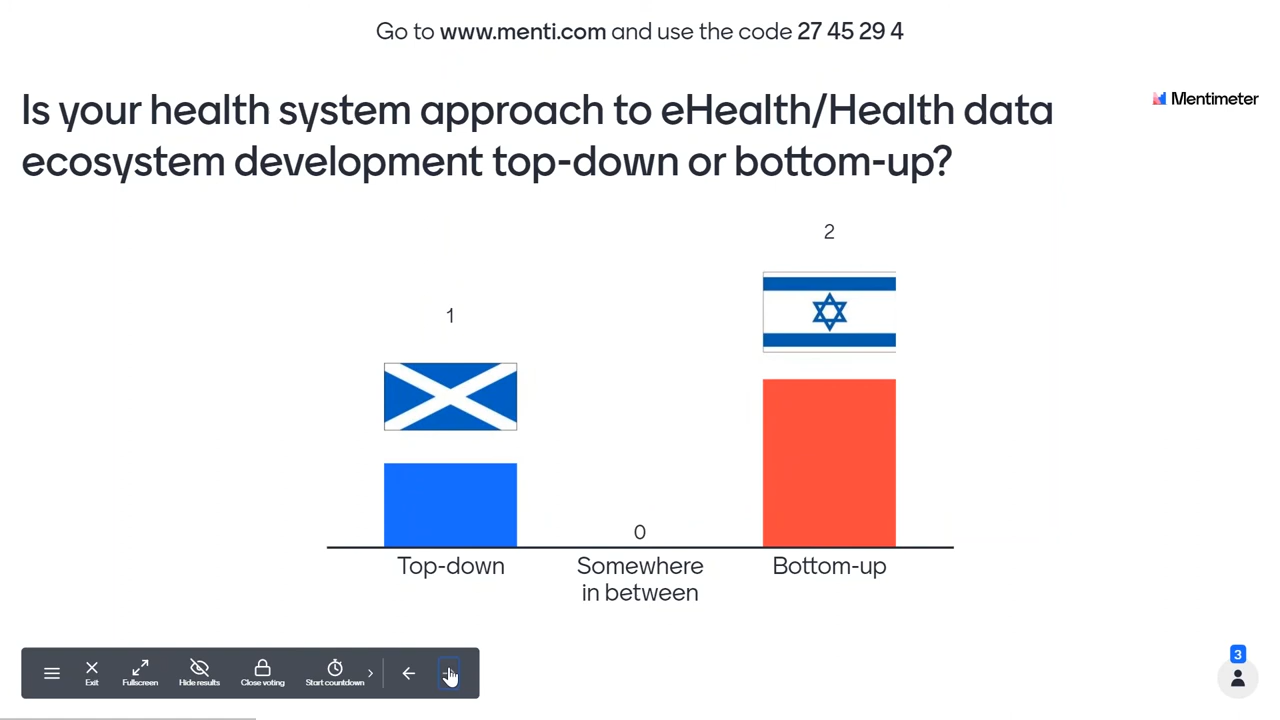 Go to www.menti.com and use the code 27 45 29 4
Is your health system approach to eHealth/Health data
ecosystem development top-down or bottom-up?
Mentimeter
2
1
0
Top-down
Somewhere
in between
Bottom-up
Exit
Fullscreen
Hide results
Close voting
Start countdown
3